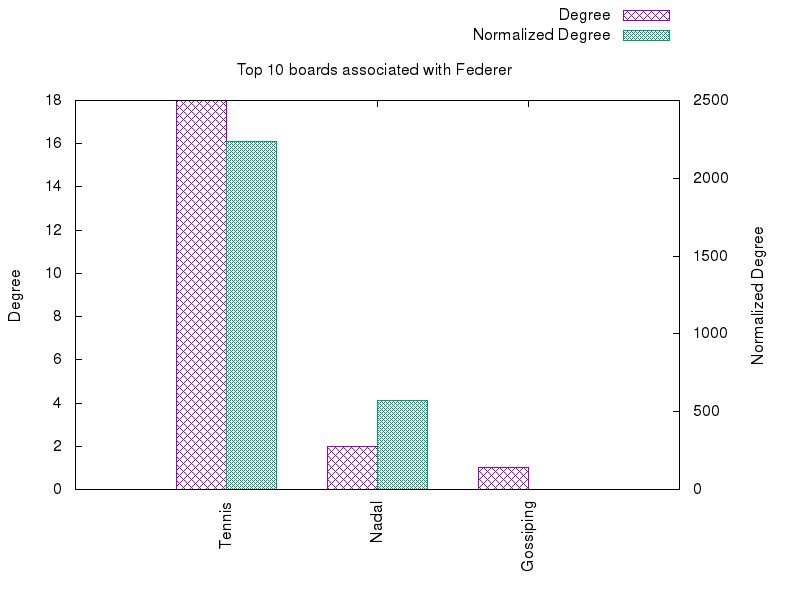 Degree
Normalized Degree
Top 10 boards associated with Federer
18
16
14
12
10
8
6
4
2
0
2500
2000
1500
1000
500
0
Degree
Normalized Degree
Tennis
Nadal
Gossiping